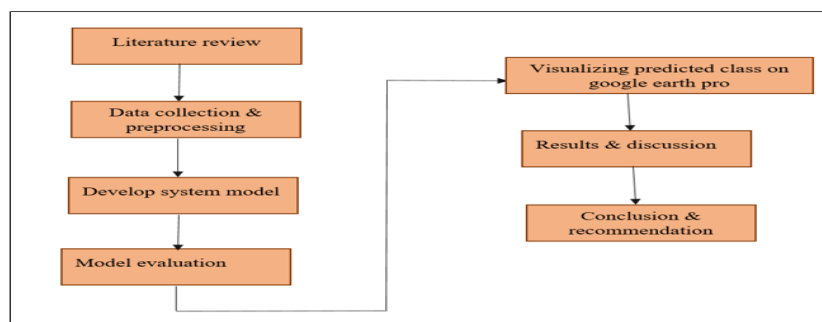 Literature review
Data collection &
preprocessing
Develop system model
Model evaluation
Visualizing predicted class on
google earth pro
Results & discussion
Conclusion &
recommendation